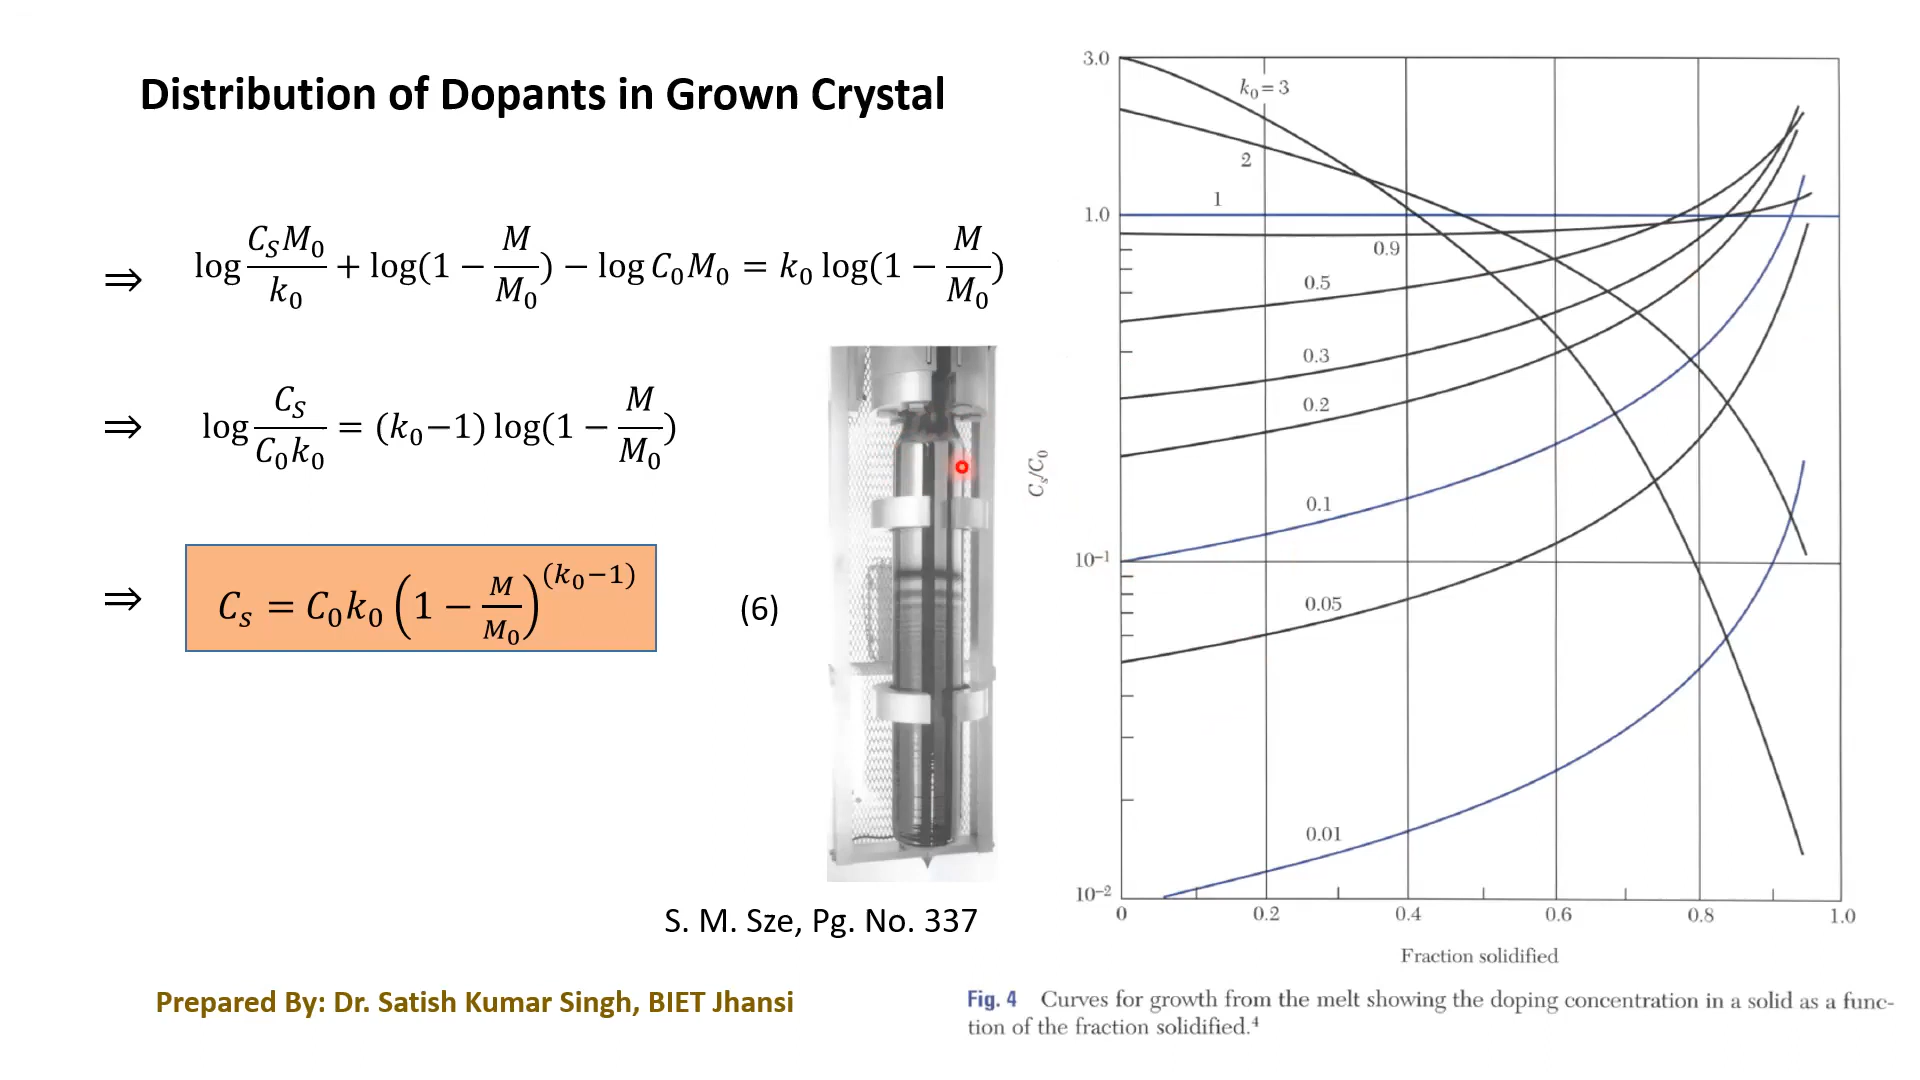 Distribution of Dopants in Grown Crystal
⇒ log C_S M_0 / k_0 + log(1 − M/M_0) − log C_0 M_0 = k_0 log(1 − M/M_0)
⇒ log C_S / C_0 k_0 = (k_0−1) log(1 − M/M_0)
⇒ C_s = C_0 k_0 (1 − M/M_0)^(k_0−1) (6)
S. M. Sze, Pg. No. 337
Prepared By: Dr. Satish Kumar Singh, BIET Jhansi
3.0
1.0
10⁻¹
10⁻²
C_s/C_0
k_0 = 3
2
1
0.9
0.5
0.3
0.2
0.1
0.05
0.01
0 0.2 0.4 0.6 0.8 1.0
Fraction solidified
Fig. 4 Curves for growth from the melt showing the doping concentration in a solid as a func-
tion of the fraction solidified.⁴